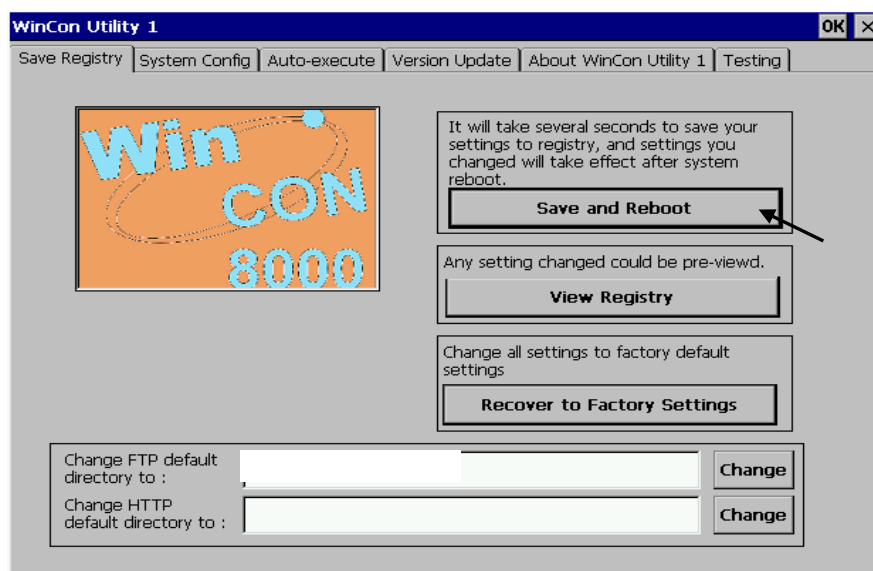 WinCon Utility 1 OK ×
Save Registry System Config Auto-execute Version Update About WinCon Utility 1 Testing
Win
CON
8000
It will take several seconds to save your
settings to registry, and settings you
changed will take effect after system
reboot.
Save and Reboot
Any setting changed could be pre-viewd.
View Registry
Change all settings to factory default
settings
Recover to Factory Settings
Change FTP default
directory to :
Change
Change HTTP
default directory to :
Change